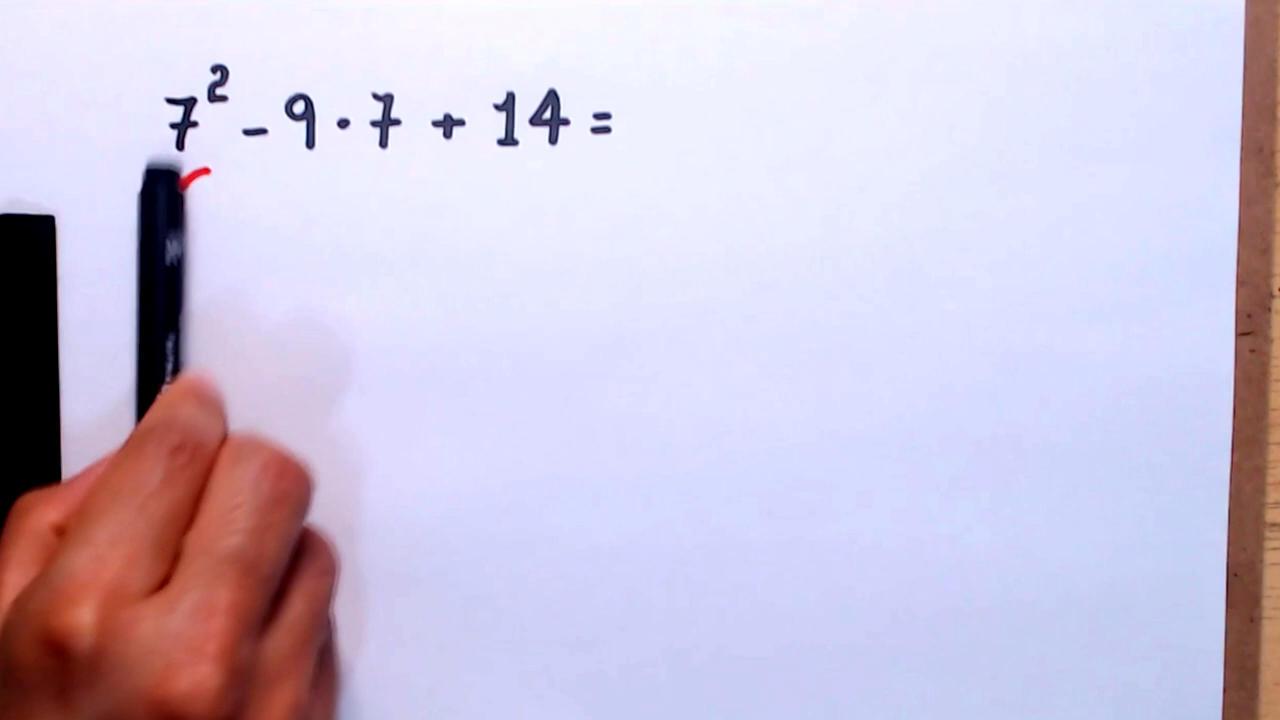 7² - 9 · 7 + 14 =